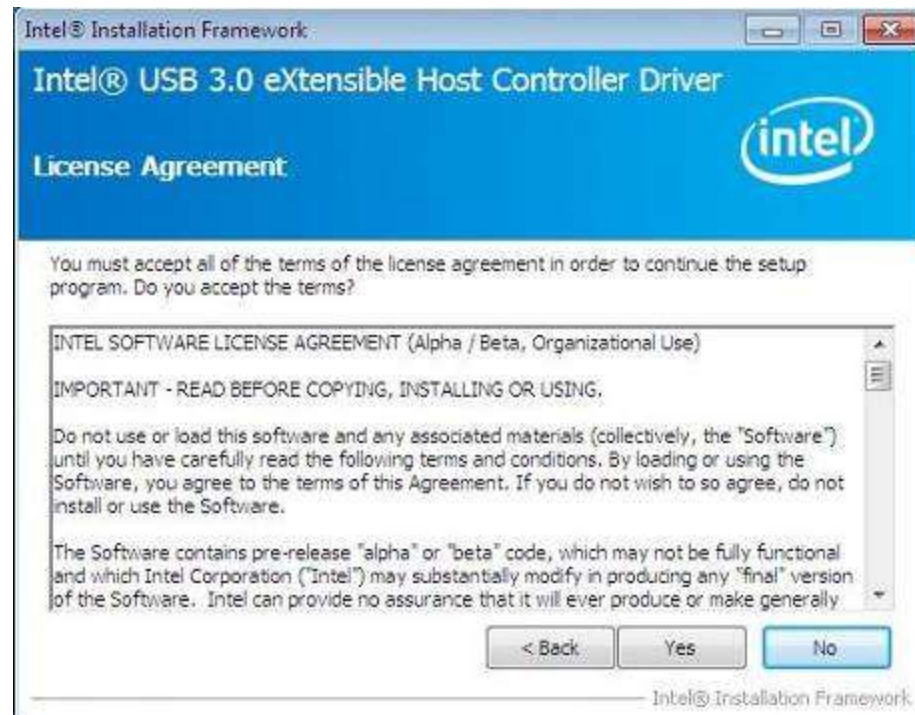 Intel® Installation Framework
Intel® USB 3.0 eXtensible Host Controller Driver
intel
License Agreement
You must accept all of the terms of the license agreement in order to continue the setup
program. Do you accept the terms?
INTEL SOFTWARE LICENSE AGREEMENT (Alpha / Beta, Organizational Use)
IMPORTANT - READ BEFORE COPYING, INSTALLING OR USING.
Do not use or load this software and any associated materials (collectively, the "Software")
until you have carefully read the following terms and conditions. By loading or using the
Software, you agree to the terms of this Agreement. If you do not wish to so agree, do not
install or use the Software.
The Software contains pre-release "alpha" or "beta" code, which may not be fully functional
and which Intel Corporation ("Intel") may substantially modify in producing any "final" version
of the Software. Intel can provide no assurance that it will ever produce or make generally
< Back
Yes
No
Intel® Installation Framework